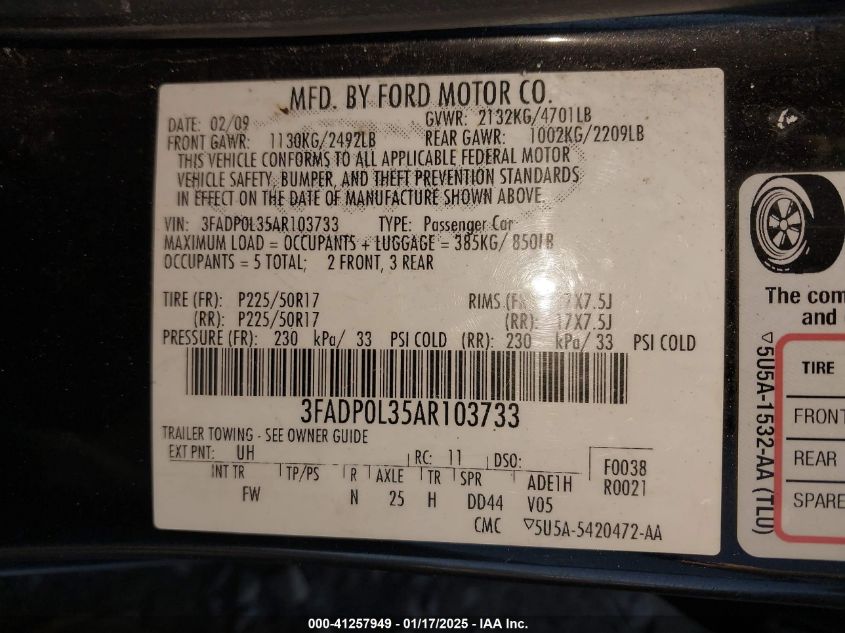 MFD. BY FORD MOTOR CO.
DATE: 02/09 GVWR: 2132KG/4701LB
FRONT GAWR: 1130KG/2492LB REAR GAWR: 1002KG/2209LB
THIS VEHICLE CONFORMS TO ALL APPLICABLE FEDERAL MOTOR
VEHICLE SAFETY, BUMPER, AND THEFT PREVENTION STANDARDS
IN EFFECT ON THE DATE OF MANUFACTURE SHOWN ABOVE.
VIN: 3FADP0L35AR103733 TYPE: Passenger Car
MAXIMUM LOAD = OCCUPANTS + LUGGAGE = 385KG/ 850LB
OCCUPANTS = 5 TOTAL; 2 FRONT, 3 REAR
TIRE (FR): P225/50R17 RIMS (FR 17X7.5J
(RR): P225/50R17 (RR): 17X7.5J
PRESSURE (FR): 230 kPa/ 33 PSI COLD (RR): 230 kPa/ 33 PSI COLD
3FADP0L35AR103733
TRAILER TOWING - SEE OWNER GUIDE
EXT PNT: UH RC: 11 DSO: F0038
INT TR TP/PS R AXLE TR SPR ADE1H R0021
FW N 25 H DD44 V05
CMC ▽5U5A-5420472-AA
The com
and
▽5U5A-1532-AA (TLU)
TIRE
FRONT
REAR
SPARE
000-41257949 - 01/17/2025 - IAA Inc.